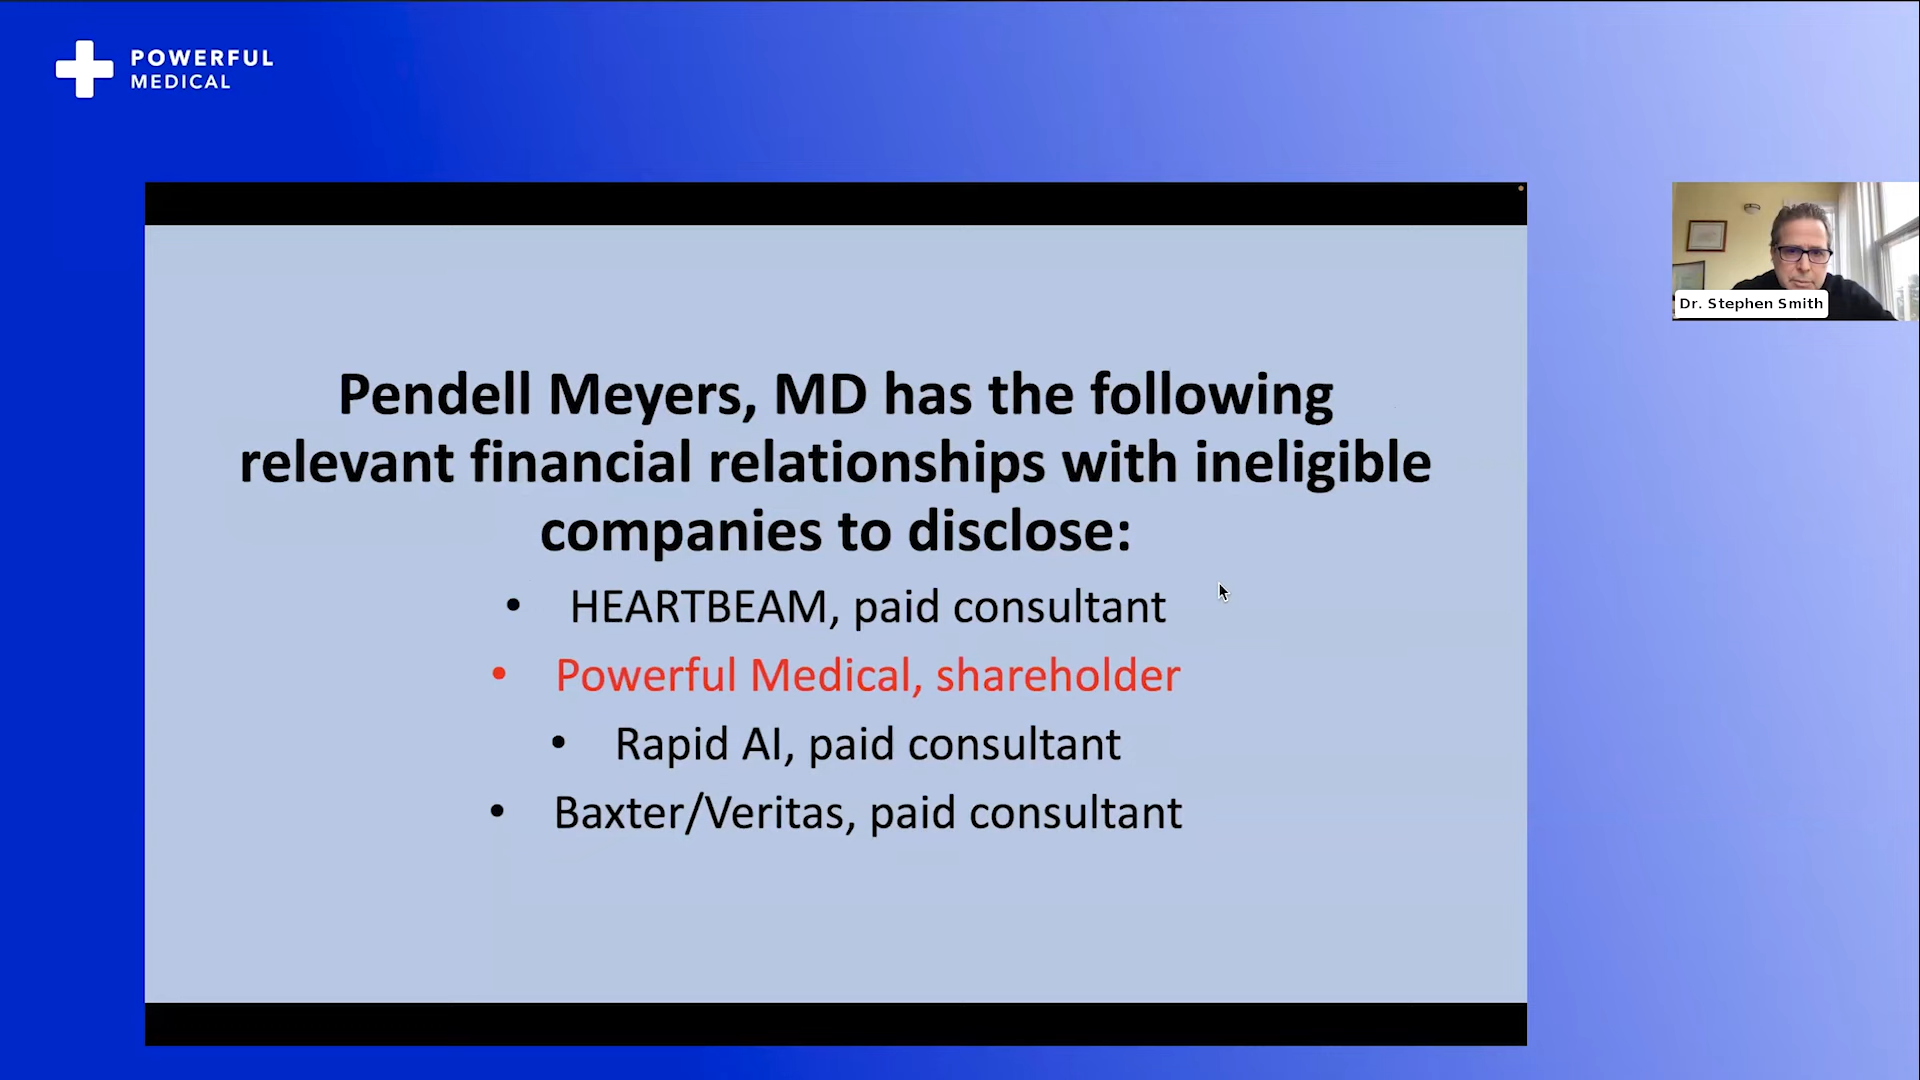 POWERFUL
MEDICAL
Pendell Meyers, MD has the following
relevant financial relationships with ineligible
companies to disclose:
• HEARTBEAM, paid consultant
• Powerful Medical, shareholder
• Rapid AI, paid consultant
• Baxter/Veritas, paid consultant
Dr. Stephen Smith